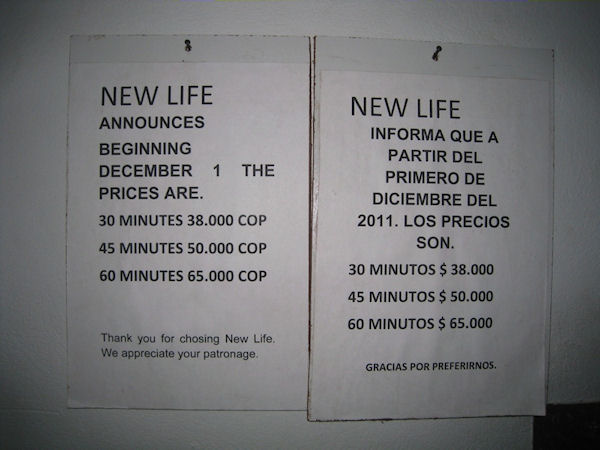 NEW LIFE
ANNOUNCES
BEGINNING
DECEMBER 1 THE
PRICES ARE.
30 MINUTES 38.000 COP
45 MINUTES 50.000 COP
60 MINUTES 65.000 COP
Thank you for chosing New Life.
We appreciate your patronage.
NEW LIFE
INFORMA QUE A
PARTIR DEL
PRIMERO DE
DICIEMBRE DEL
2011. LOS PRECIOS
SON.
30 MINUTOS $ 38.000
45 MINUTOS $ 50.000
60 MINUTOS $ 65.000
GRACIAS POR PREFERIRNOS.